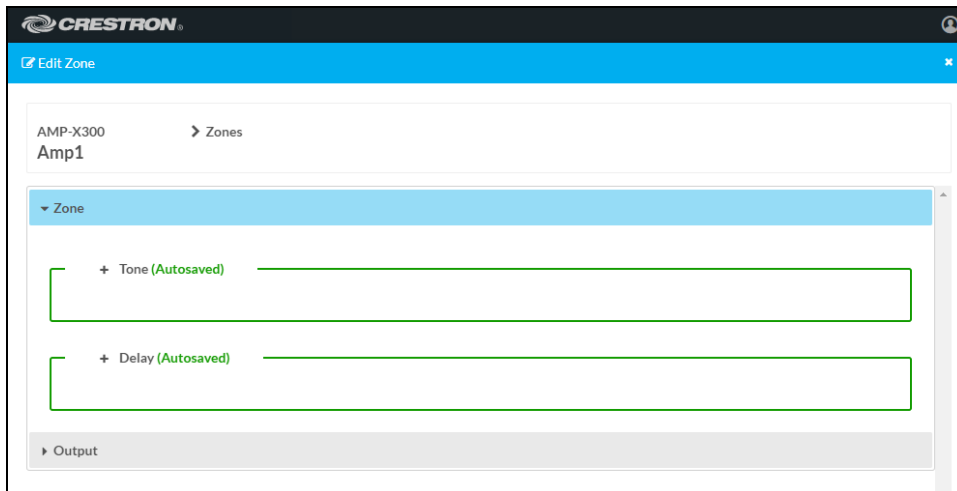 CRESTRON®
Edit Zone
AMP-X300 Zones
Amp1
Zone
+ Tone (Autosaved)
+ Delay (Autosaved)
Output